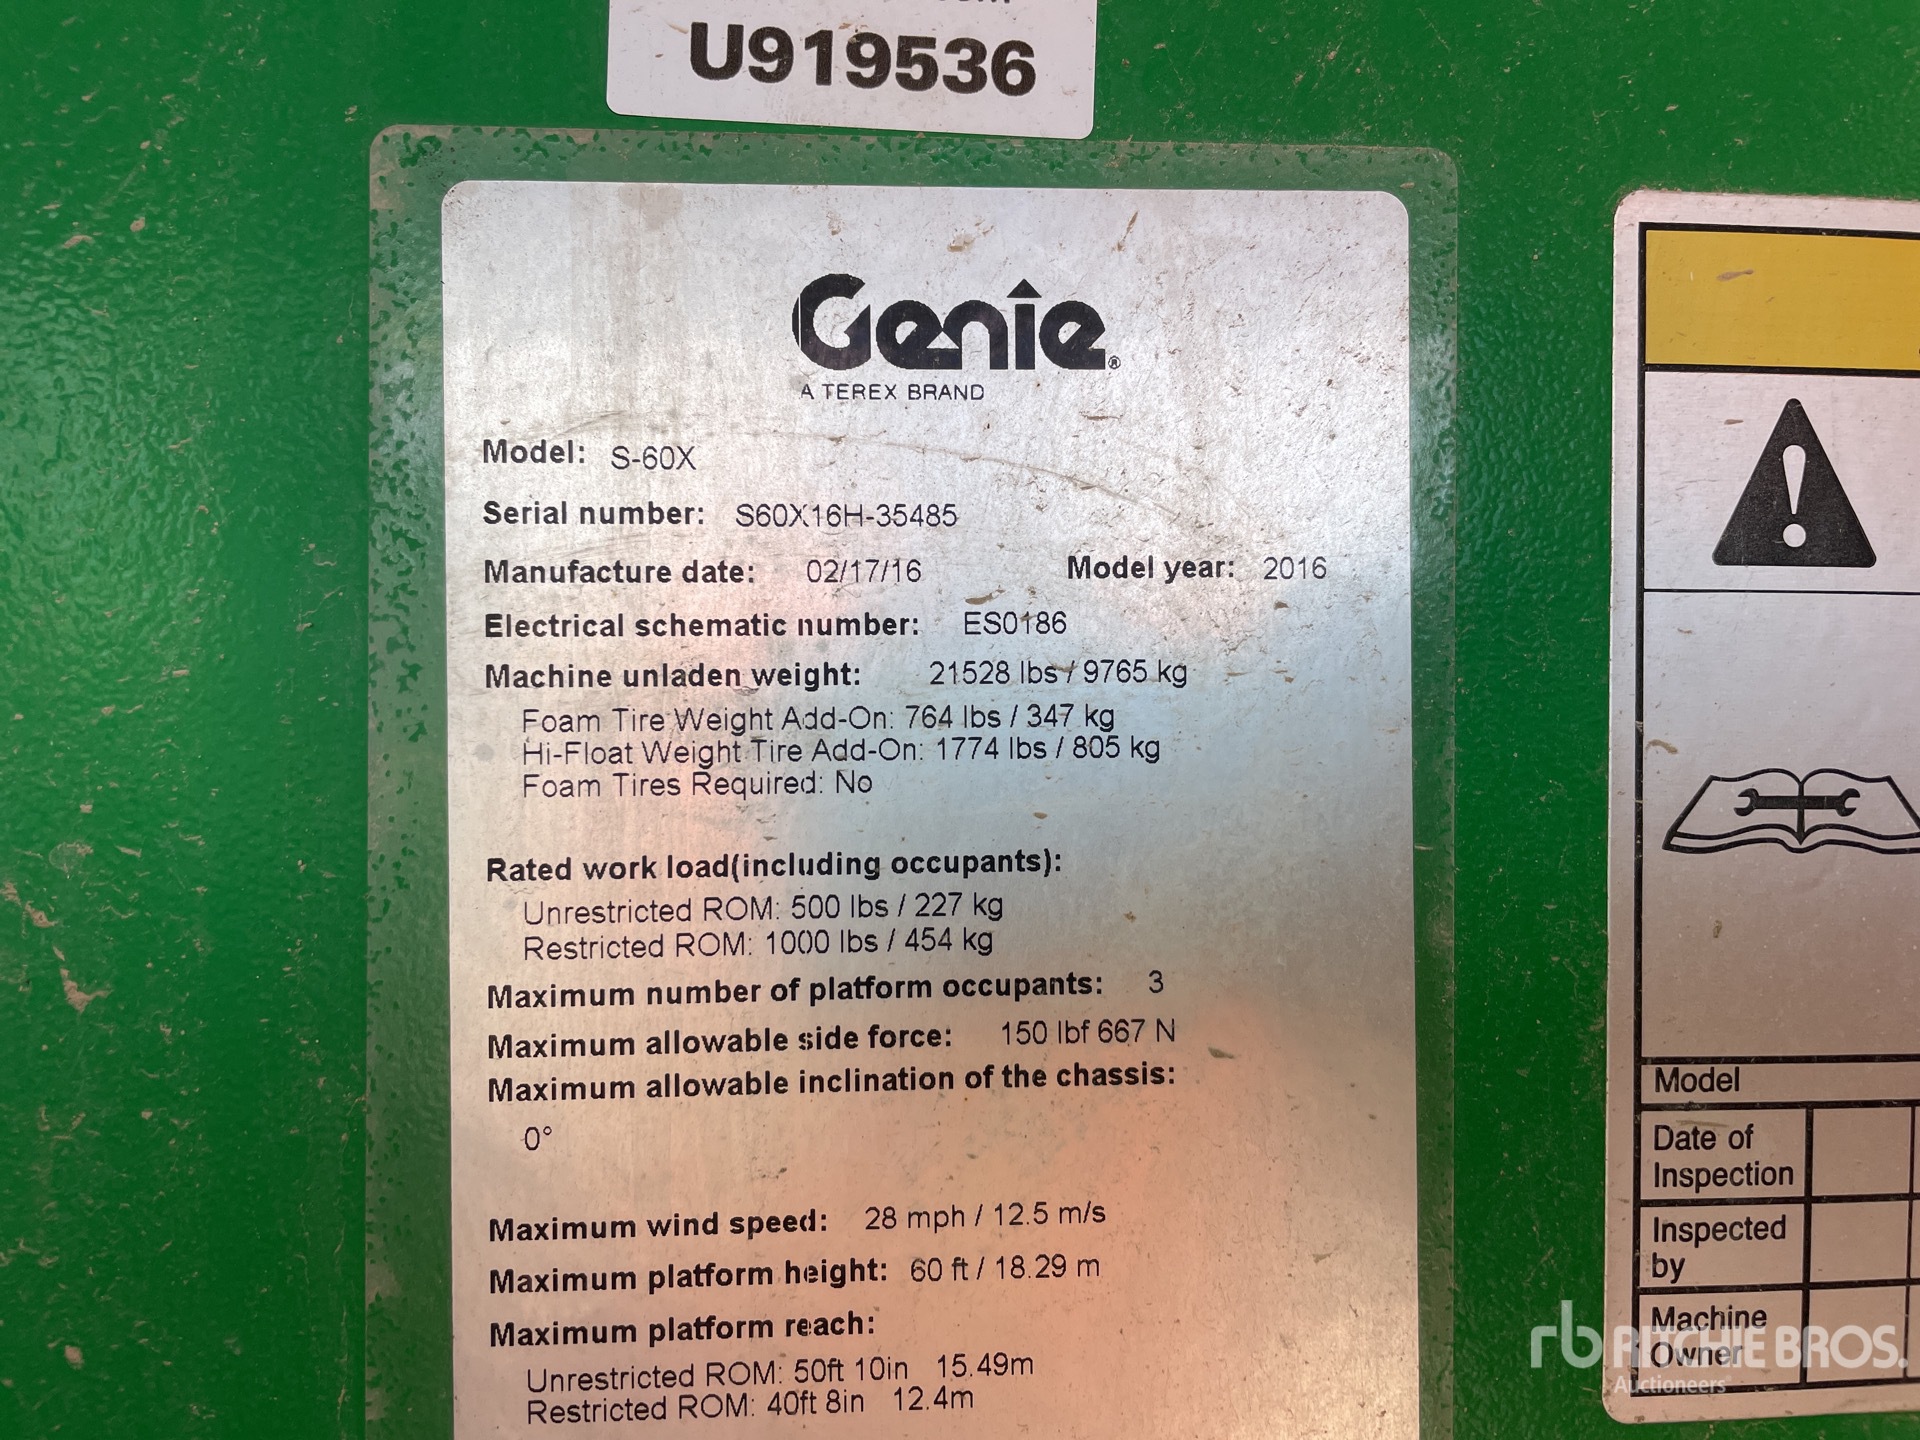 U919536
Genie®
A TEREX BRAND
Model: S-60X
Serial number: S60X16H-35485
Manufacture date: 02/17/16 Model year: 2016
Electrical schematic number: ES0186
Machine unladen weight: 21528 lbs / 9765 kg
Foam Tire Weight Add-On: 764 lbs / 347 kg
Hi-Float Weight Tire Add-On: 1774 lbs / 805 kg
Foam Tires Required: No
Rated work load(including occupants):
Unrestricted ROM: 500 lbs / 227 kg
Restricted ROM: 1000 lbs / 454 kg
Maximum number of platform occupants: 3
Maximum allowable side force: 150 lbf 667 N
Maximum allowable inclination of the chassis:
0°
Maximum wind speed: 28 mph / 12.5 m/s
Maximum platform height: 60 ft / 18.29 m
Maximum platform reach:
Unrestricted ROM: 50ft 10in 15.49m
Restricted ROM: 40ft 8in 12.4m
Model
Date of
Inspection
Inspected
by
Machine
Owner
rb RITCHIE BROS.
Auctioneers